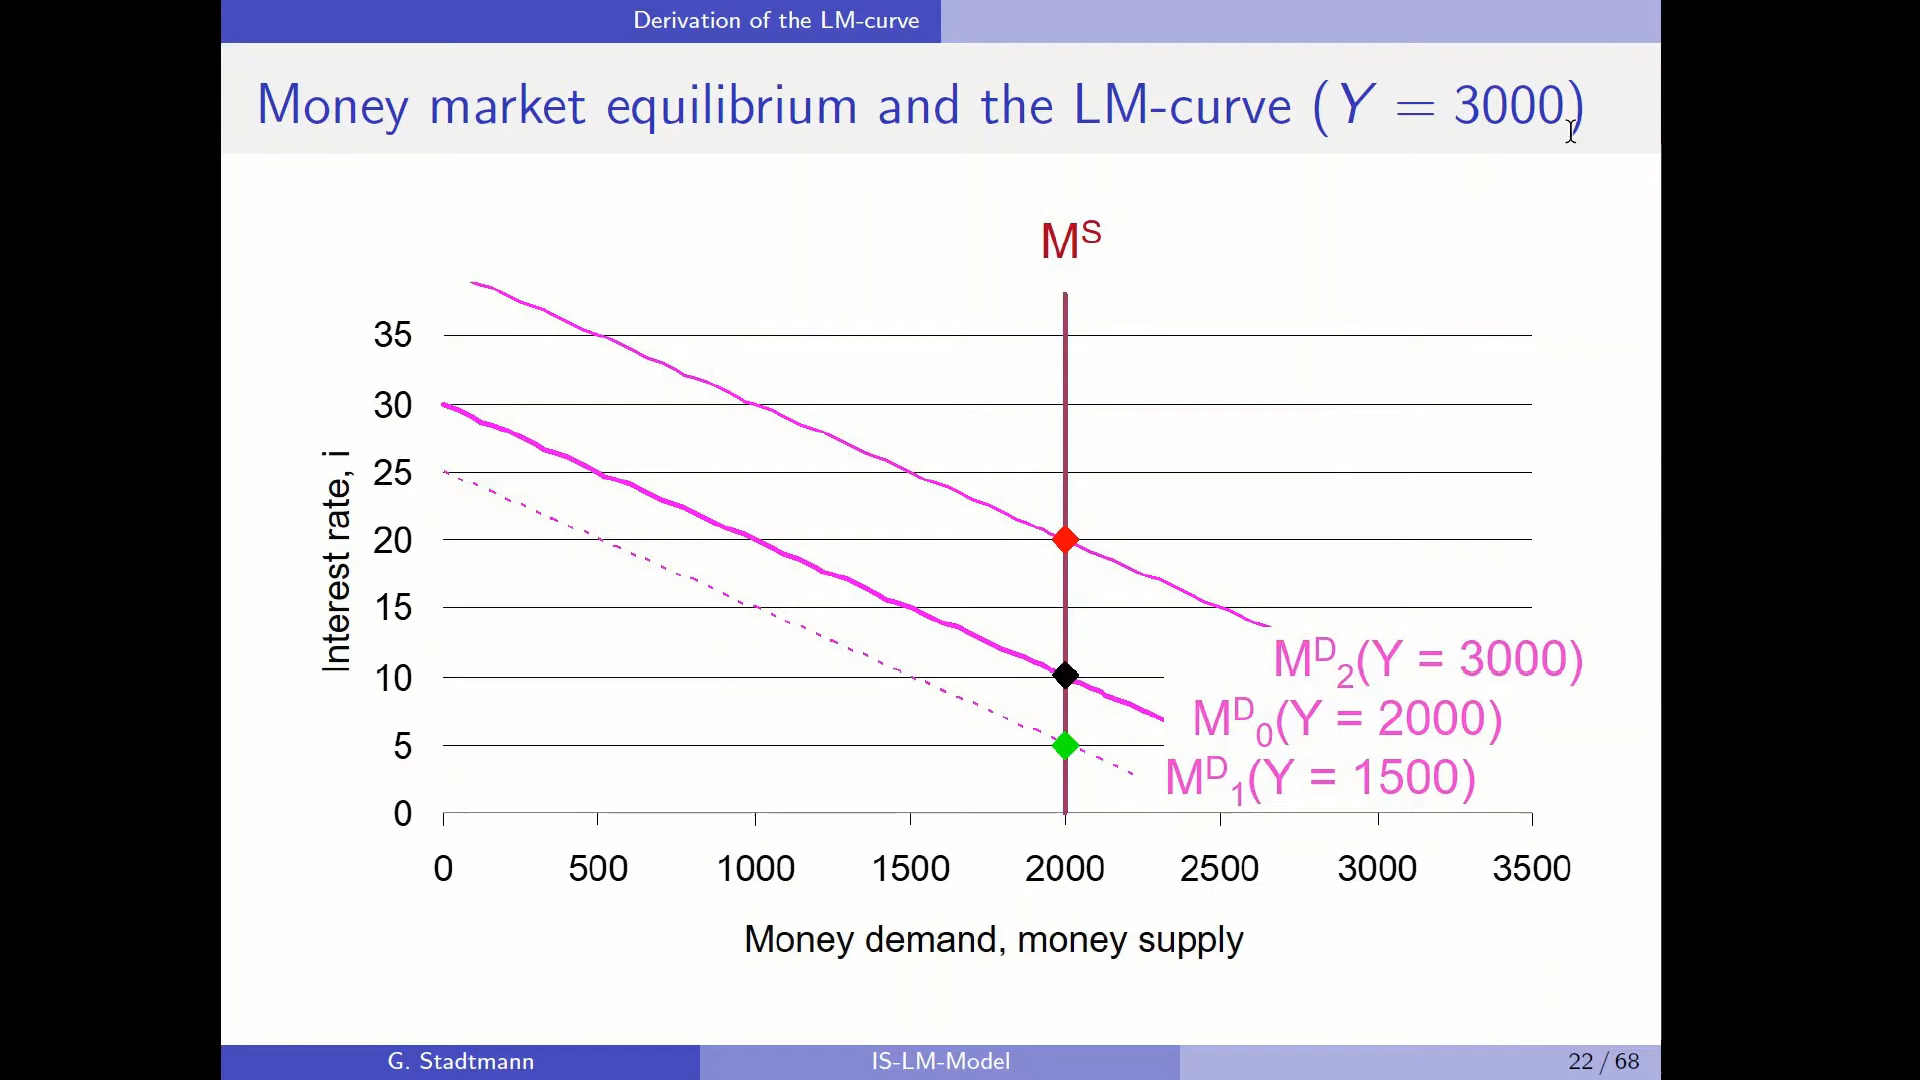 Derivation of the LM-curve
Money market equilibrium and the LM-curve (Y = 3000)
M^S
35
30
25
20
15
10
5
0
Interest rate, i
M^D_2(Y = 3000)
M^D_0(Y = 2000)
M^D_1(Y = 1500)
0 500 1000 1500 2000 2500 3000 3500
Money demand, money supply
G. Stadtmann IS-LM-Model 22 / 68